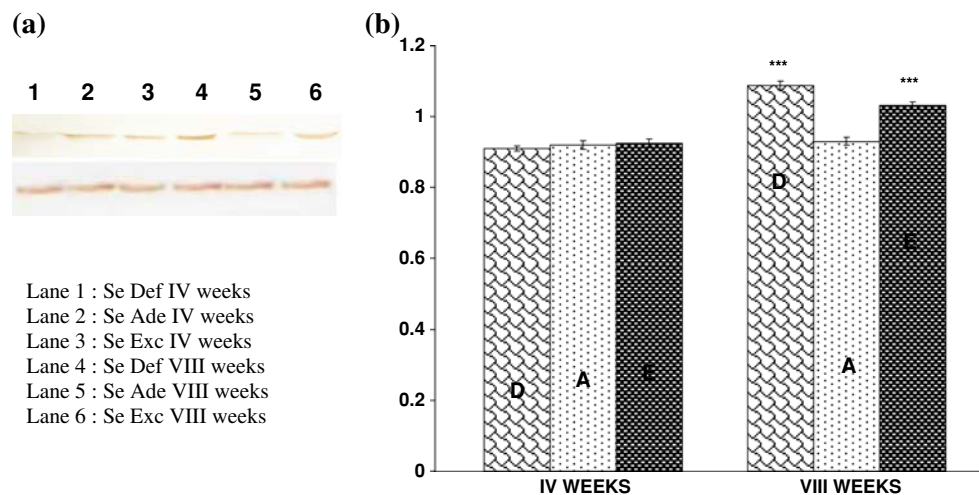 (a)
1 2 3 4 5 6
Lane 1 : Se Def IV weeks
Lane 2 : Se Ade IV weeks
Lane 3 : Se Exc IV weeks
Lane 4 : Se Def VIII weeks
Lane 5 : Se Ade VIII weeks
Lane 6 : Se Exc VIII weeks
(b)
1.2
1
0.8
0.6
0.4
0.2
0
*** ***
D A E D A E
IV WEEKS VIII WEEKS